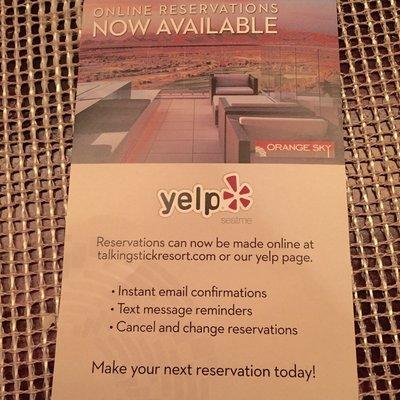 ONLINE RESERVATIONS
NOW AVAILABLE
ORANGE SKY
yelp
seatme
Reservations can now be made online at
talkingstickresort.com or our yelp page.
• Instant email confirmations
• Text message reminders
• Cancel and change reservations
Make your next reservation today!